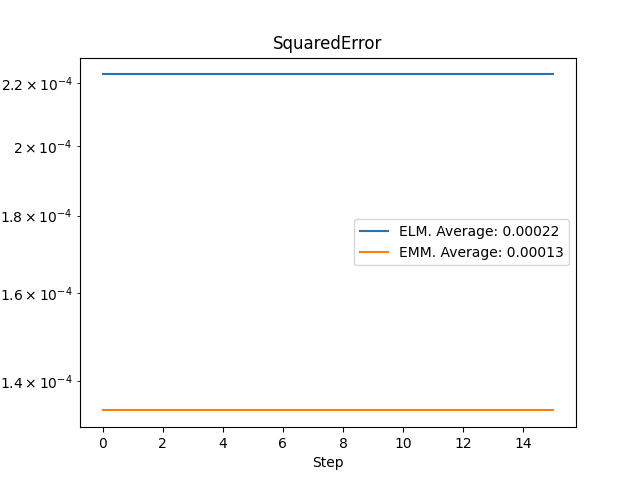 SquaredError
2.2 × 10⁻⁴
2 × 10⁻⁴
1.8 × 10⁻⁴
1.6 × 10⁻⁴
1.4 × 10⁻⁴
ELM. Average: 0.00022
EMM. Average: 0.00013
0 2 4 6 8 10 12 14
Step